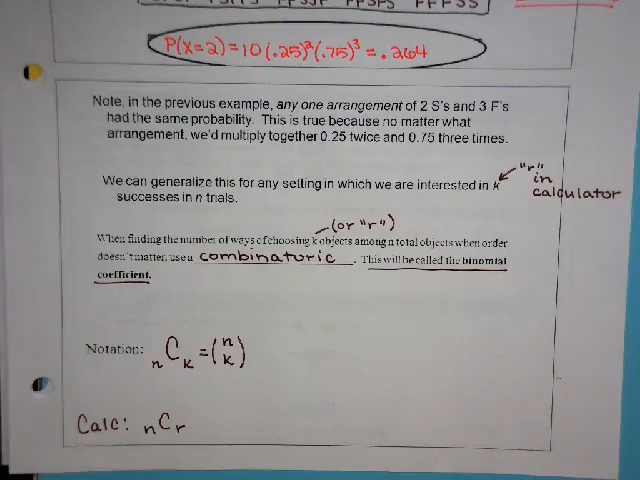 P(X=2) = 10(.25)²(.75)³ = .264
Note, in the previous example, any one arrangement of 2 S's and 3 F's
had the same probability. This is true because no matter what
arrangement, we'd multiply together 0.25 twice and 0.75 three times.
"r"
in
calculator
We can generalize this for any setting in which we are interested in k
successes in n trials.
(or "r")
When finding the number of ways of choosing k objects among n total objects when order
doesn't matter, use a combinatoric. This will be called the binomial
coefficient.
Notation: ₙCₖ = (n k)
Calc: ₙCᵣ